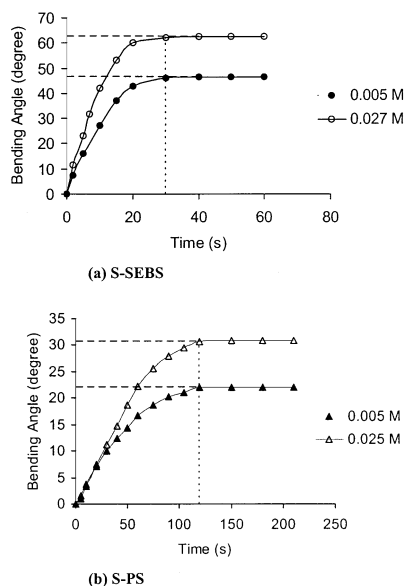 70
60
50
40
30
20
10
0
Bending Angle (degree)
0 20 40 60 80
Time (s)
0.005 M
0.027 M
(a) S-SEBS
35
30
25
20
15
10
5
0
Bending Angle (degree)
0 50 100 150 200 250
Time (s)
0.005 M
0.025 M
(b) S-PS